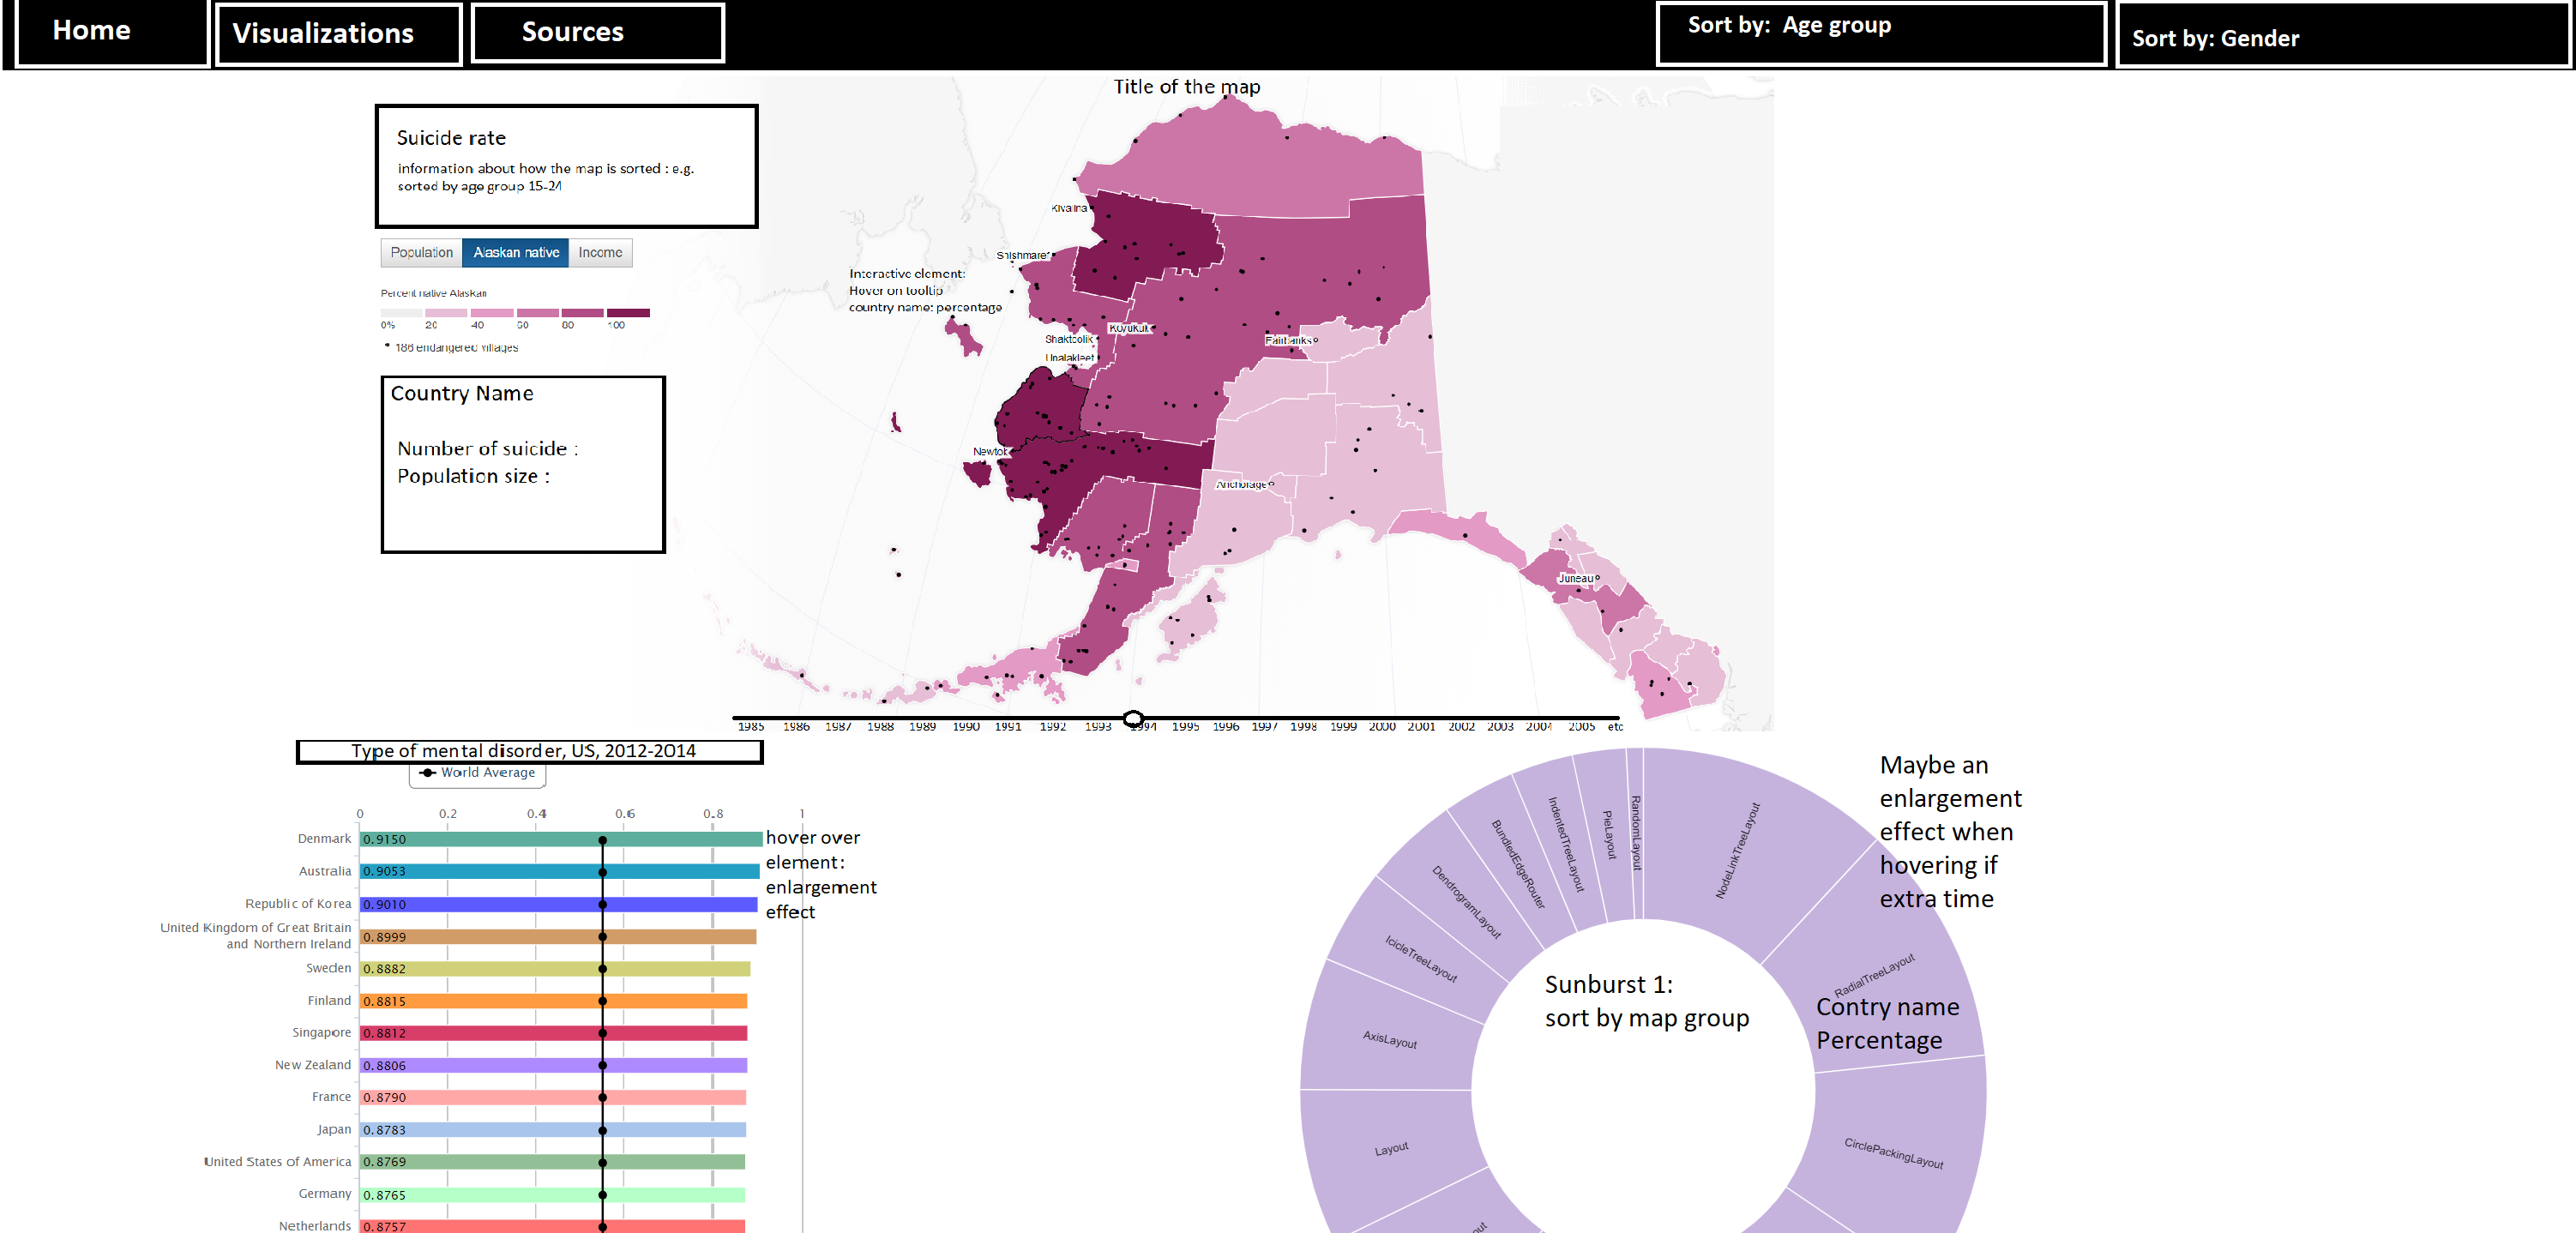 Home
Visualizations
Sources
Sort by:  Age group
Sort by: Gender
Title of the map
Suicide rate
information about how the map is sorted : e.g.
sorted by age group 15-24
Population
Alaskan native
Income
Percent native Alaskan
0%
20
40
60
80
100
186 endangered villages
Country Name
Number of suicide :
Population size :
Interactive element:
Hover on tooltip
country name: percentage
Kivalina
Shishmaref
Koyukuk
Shaktoolik
Unalakleet
Fairbanks
Newtok
Anchorage
Juneau
1985 1986 1987 1988 1989 1990 1991 1992 1993 1994 1995 1996 1997 1998 1999 2000 2001 2002 2003 2004 2005 etc
Type of mental disorder, US, 2012-2014
World Average
0 0.2 0.4 0.6 0.8 1
Denmark 0.9150
Australia 0.9053
Republic of Korea 0.9010
United Kingdom of Great Britain
and Northern Ireland 0.8999
Sweden 0.8882
Finland 0.8815
Singapore 0.8812
New Zealand 0.8806
France 0.8790
Japan 0.8783
United States of America 0.8769
Germany 0.8765
Netherlands 0.8757
hover over
element:
enlargement
effect
Maybe an
enlargement
effect when
hovering if
extra time
RandomLayout
PieLayout
IndentedTreeLayout
BundledEdgeRouter
DendrogramLayout
IcicleTreeLayout
AxisLayout
Layout
NodeLinkTreeLayout
RadialTreeLayout
CirclePackingLayout
Sunburst 1:
sort by map group
Contry name
Percentage